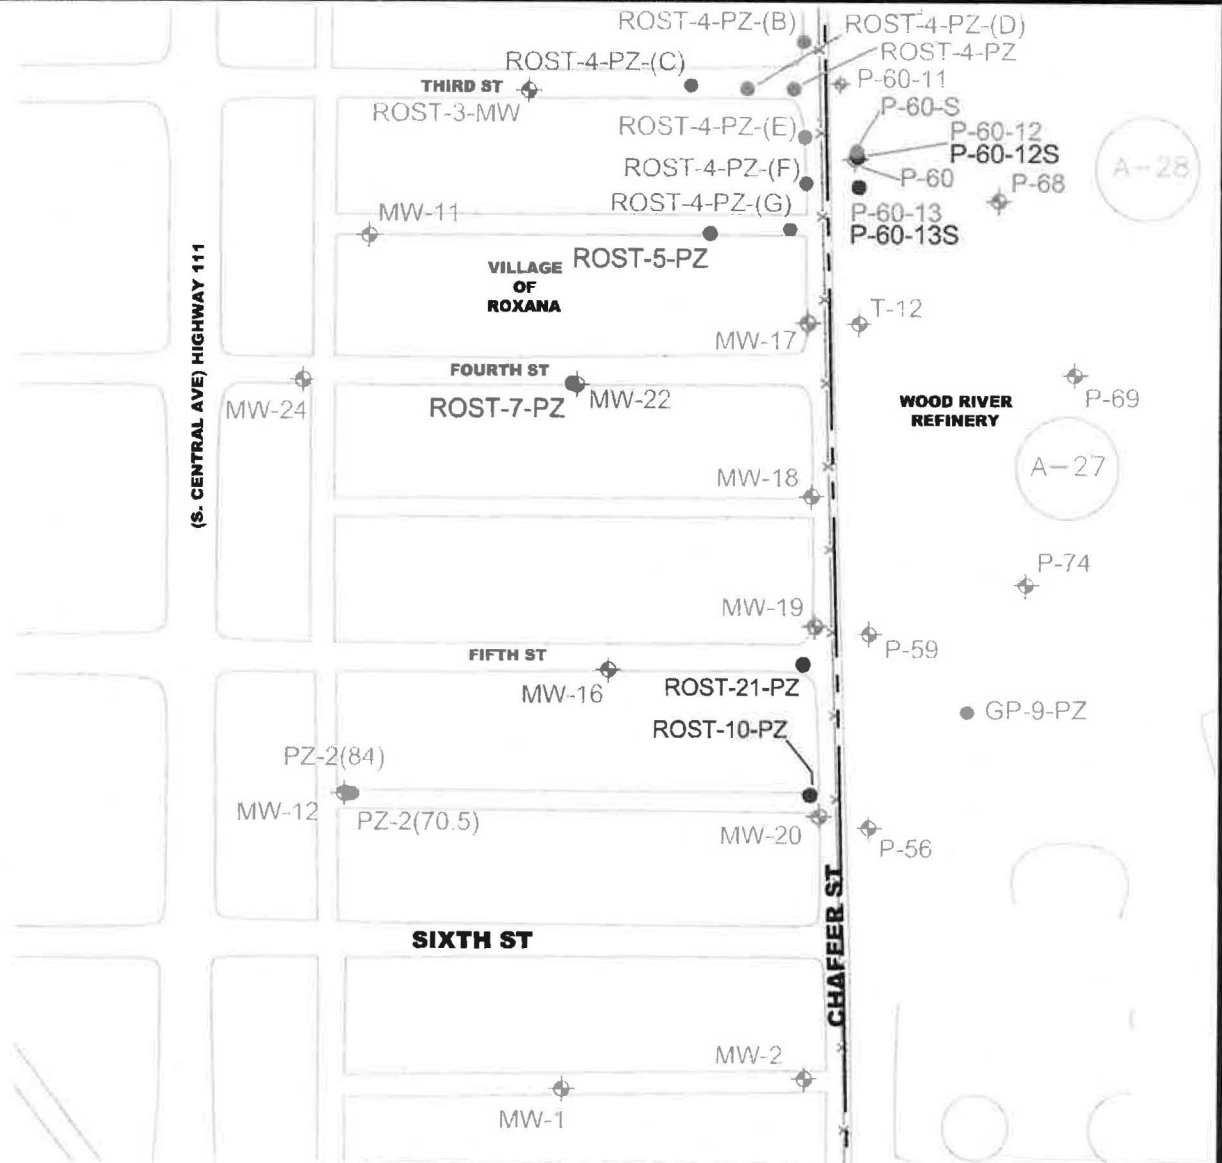 ROST-4-PZ-(B)
ROST-4-PZ-(D)
ROST-4-PZ
ROST-4-PZ-(C)
THIRD ST
P-60-11
ROST-3-MW
P-60-S
ROST-4-PZ-(E)
P-60-12
P-60-12S
ROST-4-PZ-(F)
P-60
P-68
A-28
ROST-4-PZ-(G)
MW-11
P-60-13
P-60-13S
ROST-5-PZ
VILLAGE
OF
ROXANA
(S. CENTRAL AVE) HIGHWAY 111
T-12
MW-17
FOURTH ST
MW-24
ROST-7-PZ
MW-22
WOOD RIVER
REFINERY
P-69
A-27
MW-18
P-74
MW-19
P-59
FIFTH ST
MW-16
ROST-21-PZ
GP-9-PZ
ROST-10-PZ
PZ-2(84)
MW-12
PZ-2(70.5)
MW-20
P-56
CHAFFER ST
SIXTH ST
MW-2
MW-1